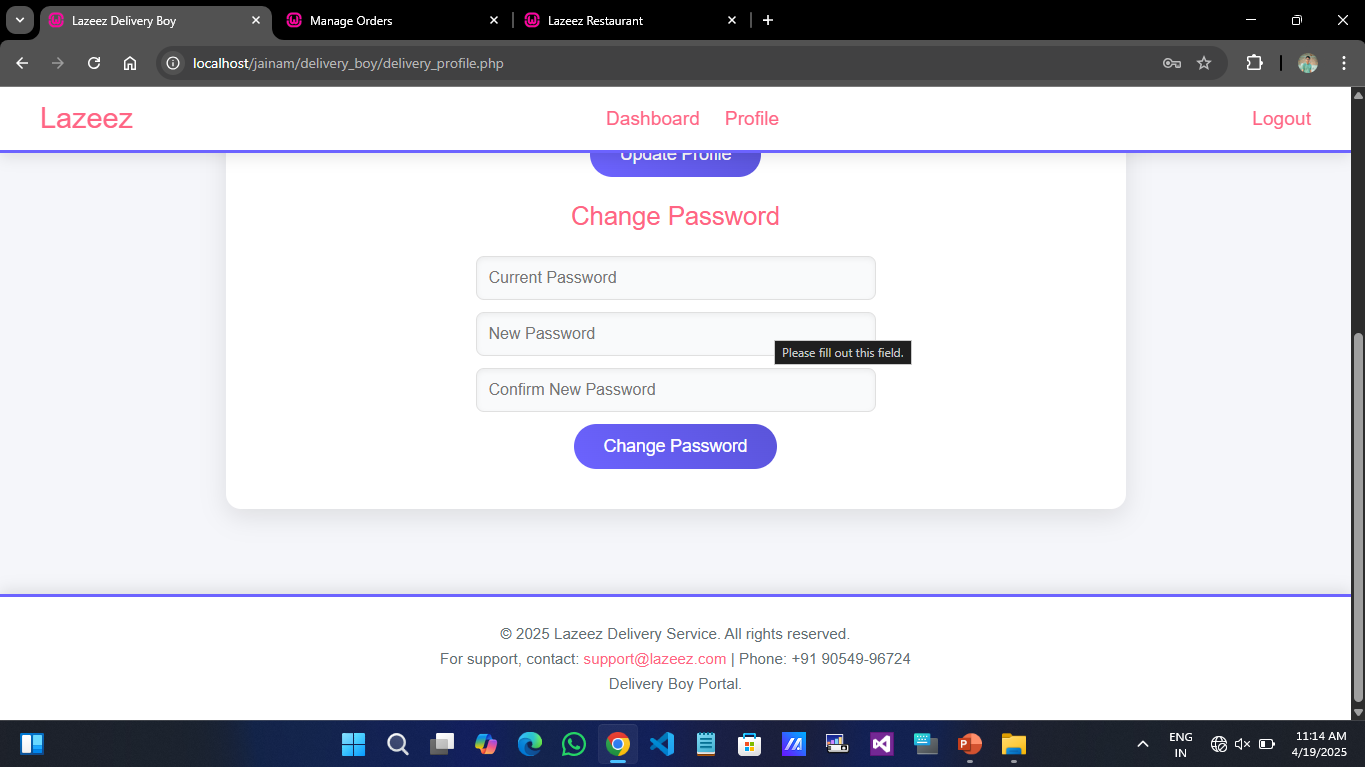 Lazeez Delivery Boy
Manage Orders
Lazeez Restaurant
localhost/jainam/delivery_boy/delivery_profile.php
Lazeez
Dashboard
Profile
Logout
Update Profile
Change Password
Current Password
New Password
Please fill out this field.
Confirm New Password
Change Password
© 2025 Lazeez Delivery Service. All rights reserved.
For support, contact: support@lazeez.com | Phone: +91 90549-96724
Delivery Boy Portal.
ENG
IN
11:14 AM
4/19/2025